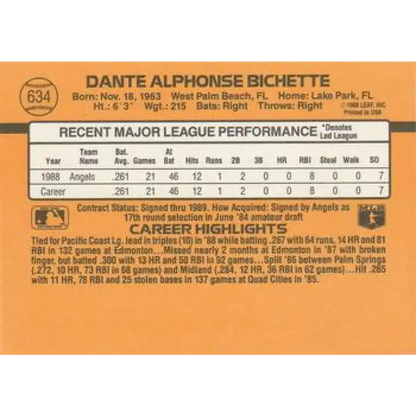 634
DANTE ALPHONSE BICHETTE
Born: Nov. 18, 1963 West Palm Beach, FL Home: Lake Park, FL
Ht.: 6'3" Wgt.: 215 Bats: Right Throws: Right
©1988 LEAF, INC
Printed in USA
RECENT MAJOR LEAGUE PERFORMANCE *Denotes Led League
Year Team Name Bat. Avg. Games At Bat Hits Runs 2B 3B HR RBI Steal Walk SO
1988 Angels .261 21 46 12 1 2 0 0 8 0 0 7
Career .261 21 46 12 1 2 0 0 8 0 0 7
Contract Status: Signed thru 1989. How Acquired: Signed by Angels as
17th round selection in June '84 amateur draft
CAREER HIGHLIGHTS
Tied for Pacific Coast Lg. lead in triples (10) in '88 while batting .267 with 64 runs, 14 HR and 81
RBI in 132 games at Edmonton... Missed nearly 2 months at Edmonton in '87 with broken
finger, but batted .300 with 13 HR and 50 RBI in 92 games... Split '86 between Palm Springs
(.272, 10 HR, 73 RBI in 68 games) and Midland (.284, 12 HR, 36 RBI in 62 games)... Hit .265
with 11 HR, 78 RBI and 25 stolen bases in 137 games at Quad Cities in '85.